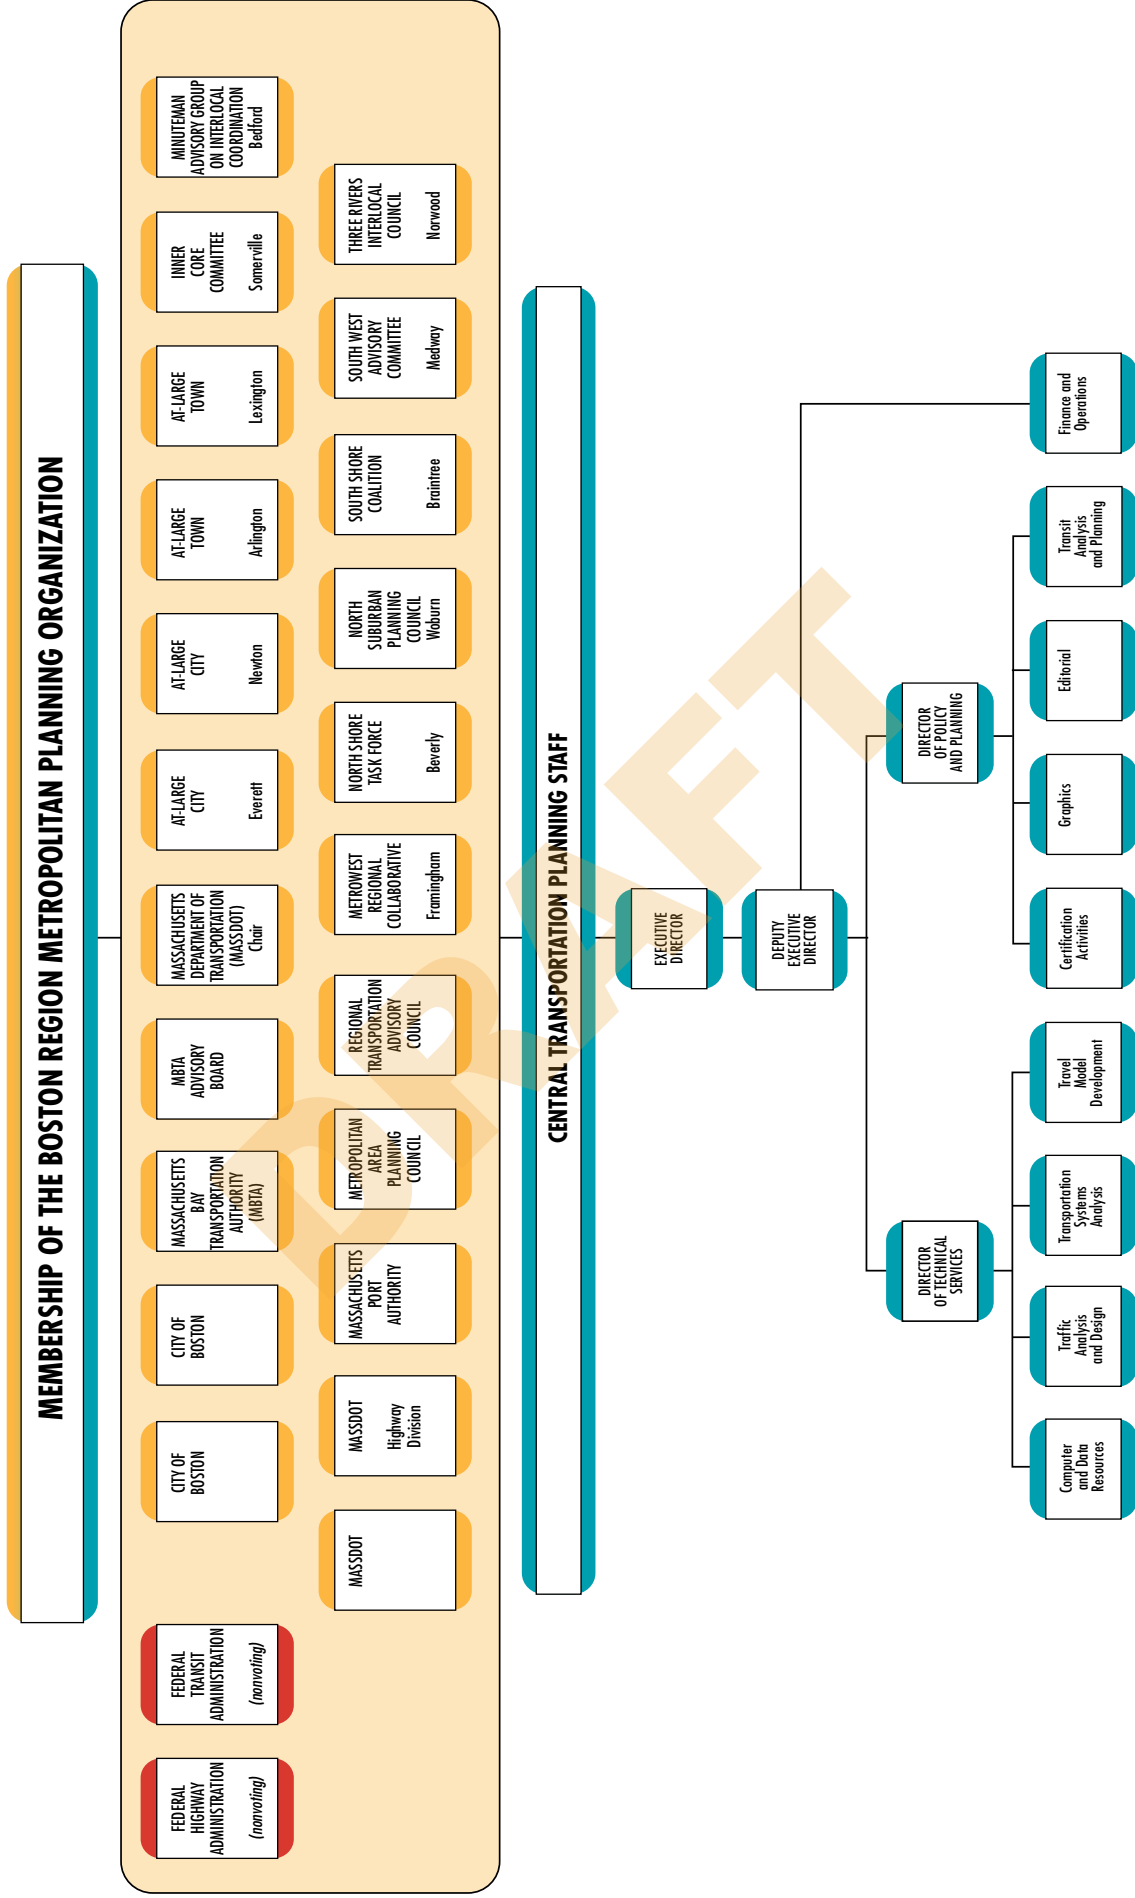 MEMBERSHIP OF THE BOSTON REGION METROPOLITAN PLANNING ORGANIZATION
FEDERAL
HIGHWAY
ADMINISTRATION
(nonvoting)
FEDERAL
TRANSIT
ADMINISTRATION
(nonvoting)
CITY OF
BOSTON
CITY OF
BOSTON
MASSACHUSETTS
BAY
TRANSPORTATION
AUTHORITY
(MBTA)
MBTA
ADVISORY
BOARD
MASSACHUSETTS
DEPARTMENT OF
TRANSPORTATION
(MASSDOT)
Chair
AT-LARGE
CITY
Everett
AT-LARGE
CITY
Newton
AT-LARGE
TOWN
Arlington
AT-LARGE
TOWN
Lexington
INNER
CORE
COMMITTEE
Somerville
MINUTEMAN
ADVISORY GROUP
ON INTERLOCAL
COORDINATION
Bedford
MASSDOT
MASSDOT
Highway
Division
MASSACHUSETTS
PORT
AUTHORITY
METROPOLITAN
AREA
PLANNING
COUNCIL
REGIONAL
TRANSPORTATION
ADVISORY
COUNCIL
METROWEST
REGIONAL
COLLABORATIVE
Framingham
NORTH SHORE
TASK FORCE
Beverly
NORTH
SUBURBAN
PLANNING
COUNCIL
Woburn
SOUTH SHORE
COALITION
Braintree
SOUTH WEST
ADVISORY
COMMITTEE
Medway
THREE RIVERS
INTERLOCAL
COUNCIL
Norwood
CENTRAL TRANSPORTATION PLANNING STAFF
EXECUTIVE
DIRECTOR
DEPUTY
EXECUTIVE
DIRECTOR
DIRECTOR
OF TECHNICAL
SERVICES
DIRECTOR
OF POLICY
AND PLANNING
Computer
and Data
Resources
Traffic
Analysis
and Design
Transportation
Systems
Analysis
Travel
Model
Development
Certification
Activities
Graphics
Editorial
Transit
Analysis
and Planning
Finance and
Operations
DRAFT